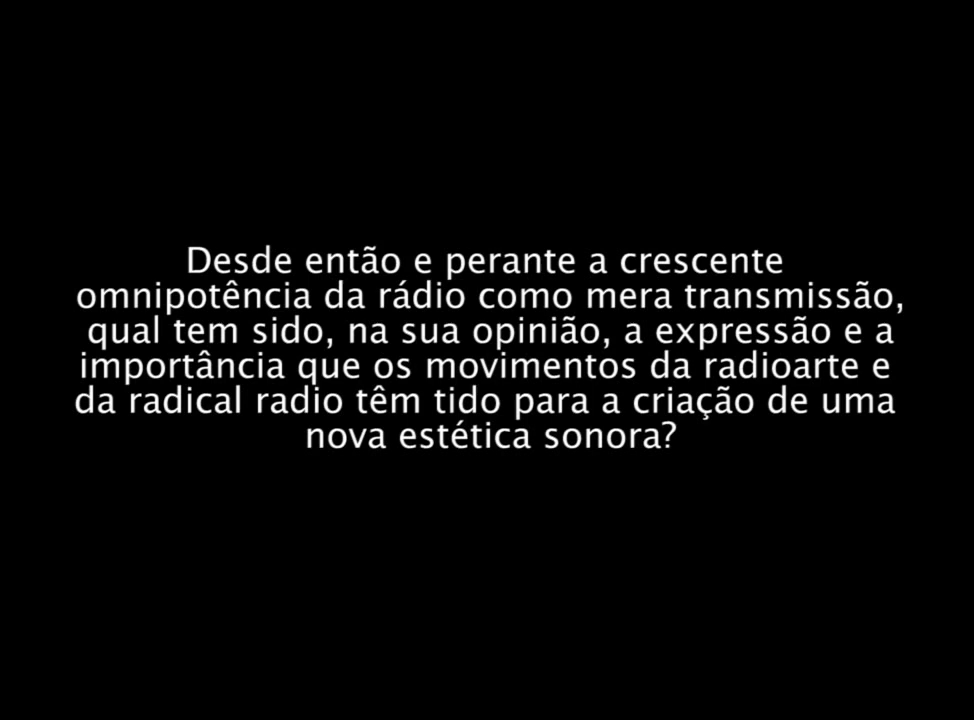 Desde então e perante a crescente
omnipotência da rádio como mera transmissão,
qual tem sido, na sua opinião, a expressão e a
importância que os movimentos da radioarte e
da radical radio têm tido para a criação de uma
nova estética sonora?